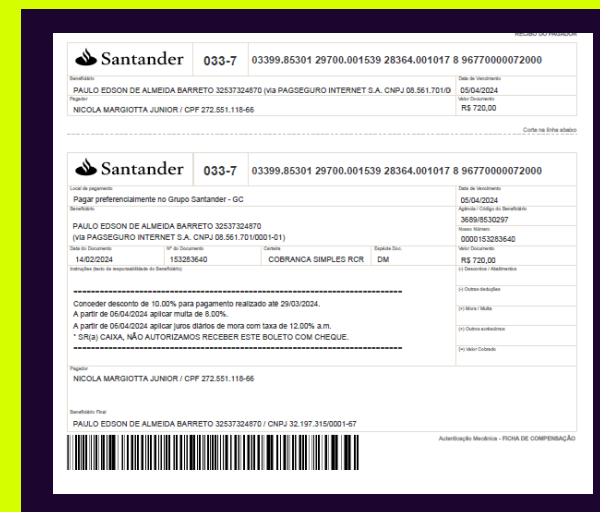 RECIBO DO PAGADOR
Santander 033-7 03399.85301 29700.001539 28364.001017 8 96770000072000
Beneficiário Data de Vencimento
PAULO EDSON DE ALMEIDA BARRETO 32537324870 (via PAGSEGURO INTERNET S.A. CNPJ 08.561.701/0 05/04/2024
Pagador Valor Documento
NICOLA MARGIOTTA JUNIOR / CPF 272.551.118-66 R$ 720,00
Corte na linha abaixo
Santander 033-7 03399.85301 29700.001539 28364.001017 8 96770000072000
Local de pagamento Data de Vencimento
Pagar preferencialmente no Grupo Santander - GC 05/04/2024
Beneficiário Agência / Código do Beneficiário
3689/8530297
PAULO EDSON DE ALMEIDA BARRETO 32537324870 Nosso Número
(via PAGSEGURO INTERNET S.A. CNPJ 08.561.701/0001-01) 0000153283640
Data do Documento Nº do Documento Carteira Espécie Doc. Valor Documento
14/02/2024 153283640 COBRANCA SIMPLES RCR DM R$ 720,00
Instruções (texto de responsabilidade do Beneficiário) (-) Descontos / Abatimentos
(-) Outras deduções
Conceder desconto de 10.00% para pagamento realizado até 29/03/2024.
A partir de 06/04/2024 aplicar multa de 8.00%. (+) Mora / Multa
A partir de 06/04/2024 aplicar juros diários de mora com taxa de 12.00% a.m. (+) Outros acréscimos
* SR(a) CAIXA, NÃO AUTORIZAMOS RECEBER ESTE BOLETO COM CHEQUE.
(=) Valor Cobrado
Pagador
NICOLA MARGIOTTA JUNIOR / CPF 272.551.118-66
Beneficiário Final
PAULO EDSON DE ALMEIDA BARRETO 32537324870 / CNPJ 32.197.315/0001-67
Autenticação Mecânica - FICHA DE COMPENSAÇÃO